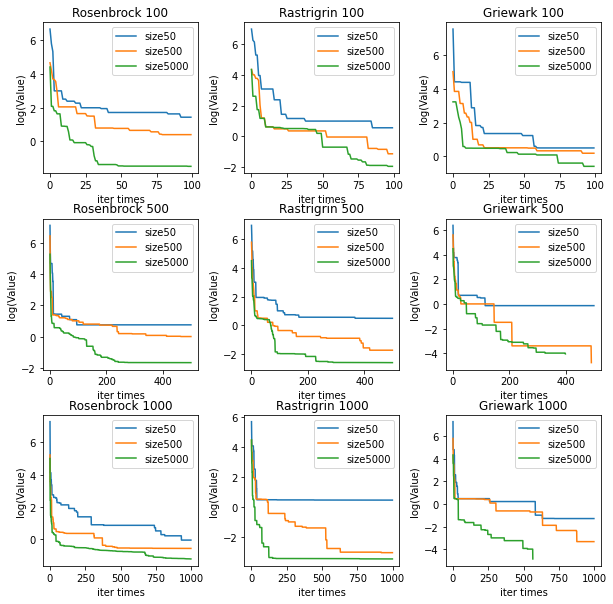 Rosenbrock 100
log(Value)
6
4
2
0
size50
size500
size5000
0 25 50 75 100
iter times
Rastrigrin 100
log(Value)
6
4
2
0
−2
size50
size500
size5000
0 25 50 75 100
iter times
Griewark 100
log(Value)
6
4
2
0
size50
size500
size5000
0 25 50 75 100
iter times
Rosenbrock 500
log(Value)
6
4
2
0
−2
size50
size500
size5000
0 200 400
iter times
Rastrigrin 500
log(Value)
6
4
2
0
−2
size50
size500
size5000
0 200 400
iter times
Griewark 500
log(Value)
6
4
2
0
−2
−4
size50
size500
size5000
0 200 400
iter times
Rosenbrock 1000
log(Value)
6
4
2
0
size50
size500
size5000
0 250 500 750 1000
iter times
Rastrigrin 1000
log(Value)
6
4
2
0
−2
size50
size500
size5000
0 250 500 750 1000
iter times
Griewark 1000
log(Value)
6
4
2
0
−2
−4
size50
size500
size5000
0 250 500 750 1000
iter times